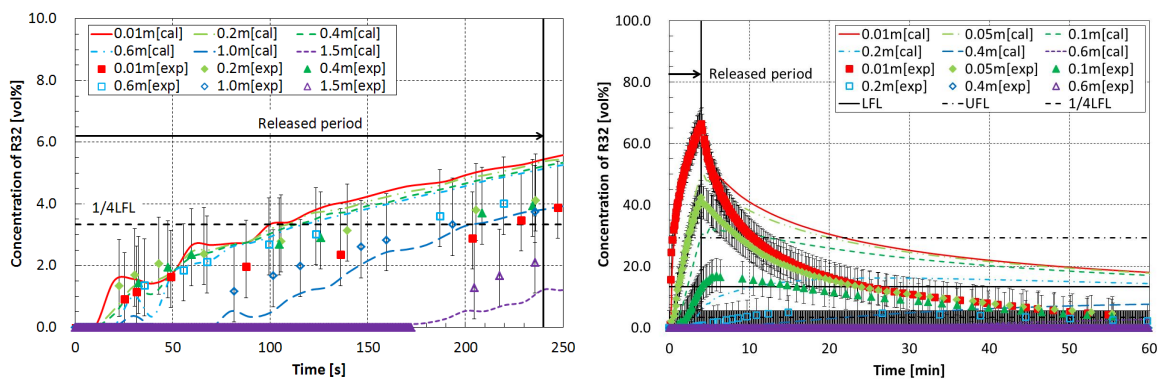 10.0
8.0
6.0
4.0
2.0
0.0
Concentration of R32 [vol%]
0.01m[cal] 0.2m[cal] 0.4m[cal]
0.6m[cal] 1.0m[cal] 1.5m[cal]
0.01m[exp] 0.2m[exp] 0.4m[exp]
0.6m[exp] 1.0m[exp] 1.5m[exp]
Released period
1/4LFL
0 50 100 150 200 250
Time [s]
100.0
80.0
60.0
40.0
20.0
0.0
Concentration of R32 [vol%]
0.01m[cal] 0.05m[cal] 0.1m[cal]
0.2m[cal] 0.4m[cal] 0.6m[cal]
0.01m[exp] 0.05m[exp] 0.1m[exp]
0.2m[exp] 0.4m[exp] 0.6m[exp]
LFL UFL 1/4LFL
Released period
0 10 20 30 40 50 60
Time [min]